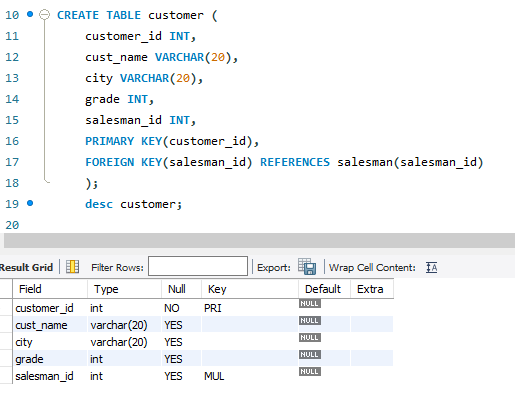 10 CREATE TABLE customer (
11 customer_id INT,
12 cust_name VARCHAR(20),
13 city VARCHAR(20),
14 grade INT,
15 salesman_id INT,
16 PRIMARY KEY(customer_id),
17 FOREIGN KEY(salesman_id) REFERENCES salesman(salesman_id)
18 );
19 desc customer;
20
Result Grid Filter Rows: Export: Wrap Cell Content: IA
Field Type Null Key Default Extra
customer_id int NO PRI NULL
cust_name varchar(20) YES NULL
city varchar(20) YES NULL
grade int YES NULL
salesman_id int YES MUL NULL